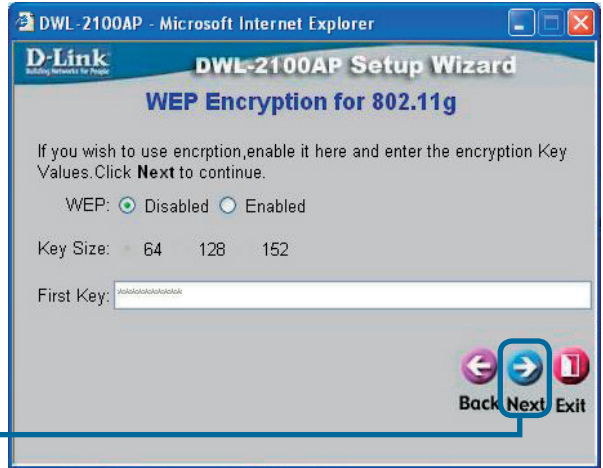 DWL-2100AP - Microsoft Internet Explorer
D-Link
Building Networks for People
DWL-2100AP Setup Wizard
WEP Encryption for 802.11g
If you wish to use encrption,enable it here and enter the encryption Key
Values.Click Next to continue.
WEP: Disabled Enabled
Key Size: 64 128 152
First Key: *************
Back Next Exit